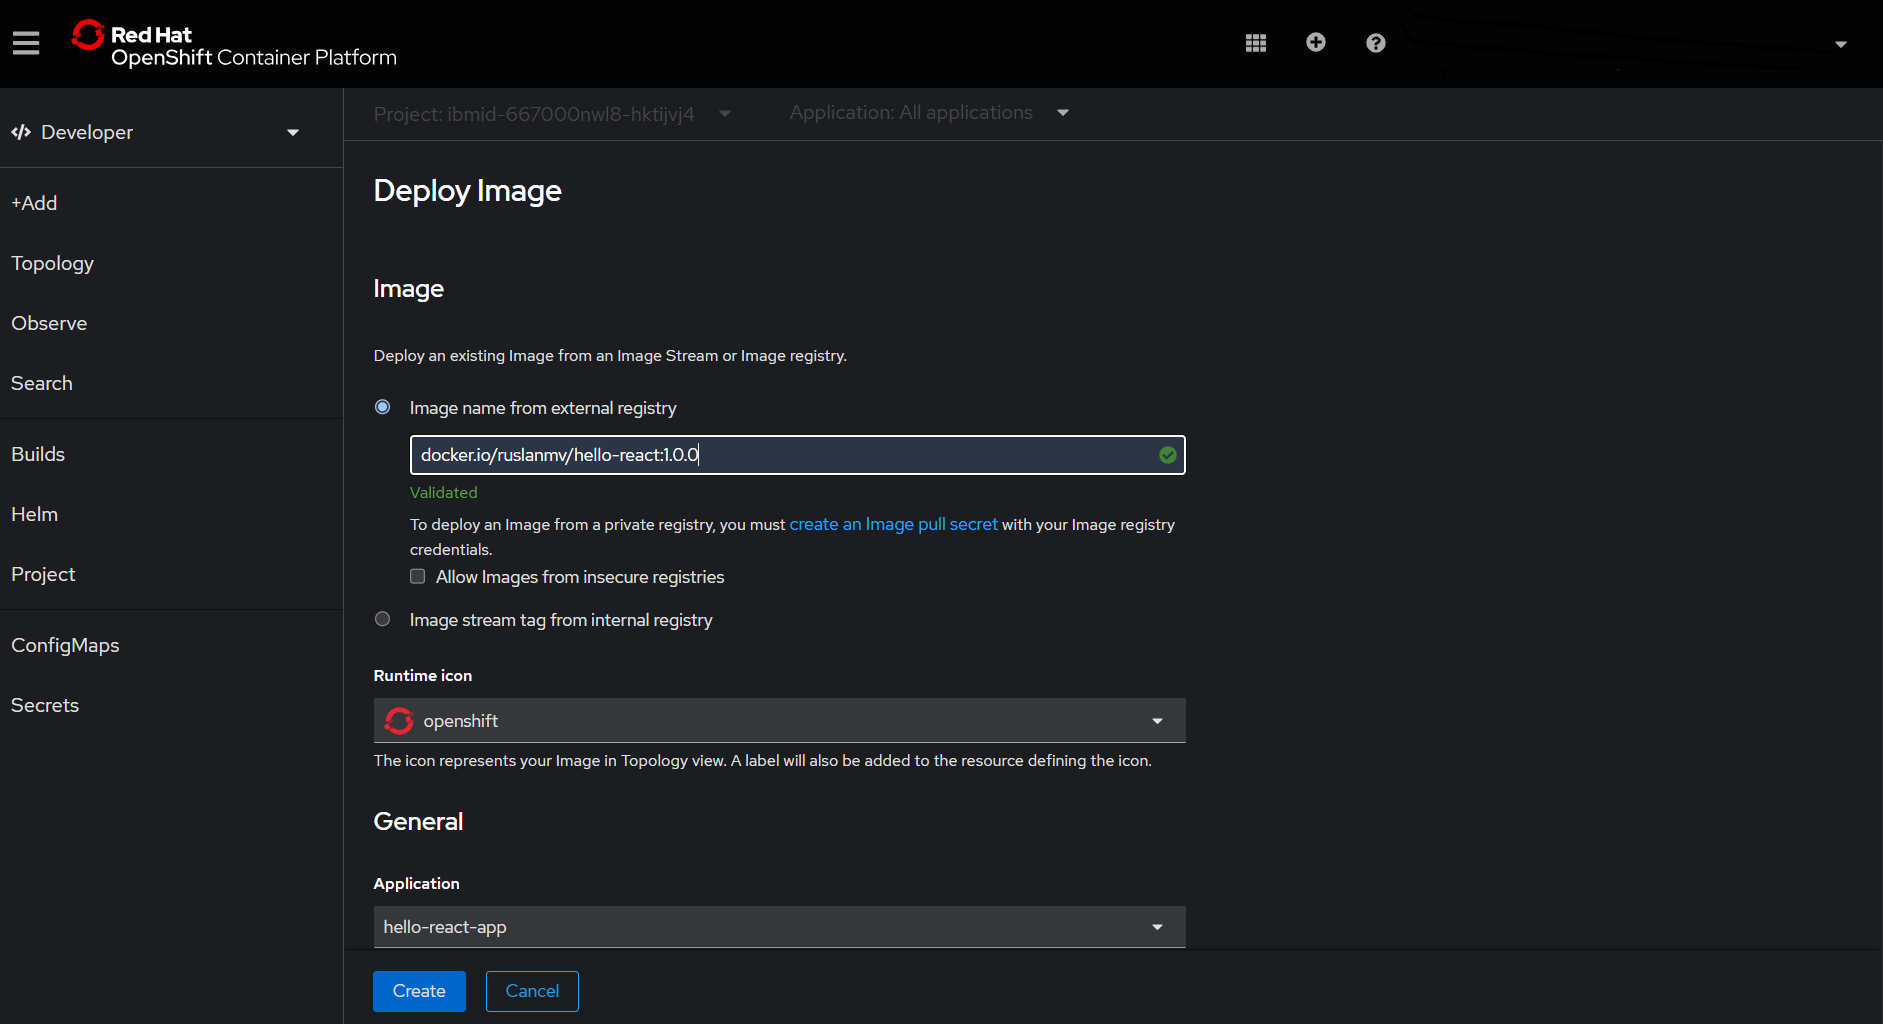 Red Hat
OpenShift Container Platform
Developer
+Add
Topology
Observe
Search
Builds
Helm
Project
ConfigMaps
Secrets
Project: ibmid-667000nwl8-hktijvj4
Application: All applications
Deploy Image
Image
Deploy an existing Image from an Image Stream or Image registry.
Image name from external registry
docker.io/ruslanmv/hello-react:1.0.0
Validated
To deploy an Image from a private registry, you must create an Image pull secret with your Image registry
credentials.
Allow Images from insecure registries
Image stream tag from internal registry
Runtime icon
openshift
The icon represents your Image in Topology view. A label will also be added to the resource defining the icon.
General
Application
hello-react-app
Create
Cancel